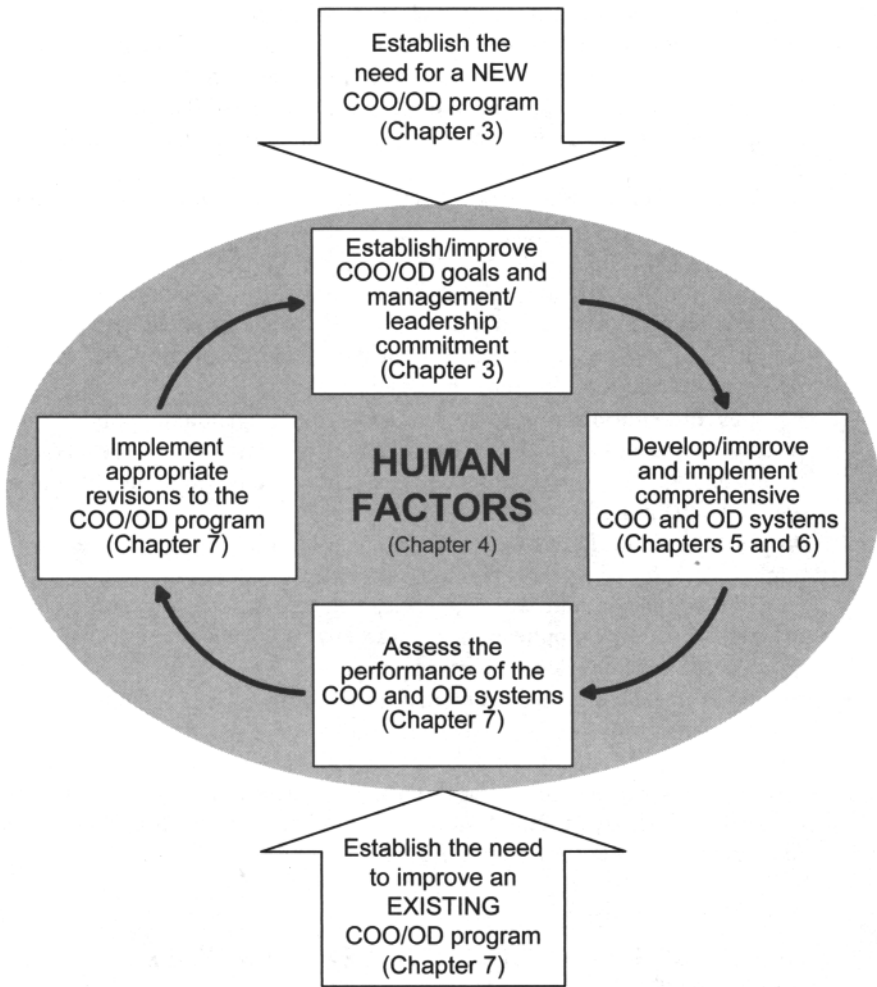 Establish the
need for a NEW
COO/OD program
(Chapter 3)
Establish/improve
COO/OD goals and
management/
leadership
commitment
(Chapter 3)
Implement
appropriate
revisions to the
COO/OD program
(Chapter 7)
HUMAN
FACTORS
(Chapter 4)
Develop/improve
and implement
comprehensive
COO and OD systems
(Chapters 5 and 6)
Assess the
performance of the
COO and OD systems
(Chapter 7)
Establish the need
to improve an
EXISTING
COO/OD program
(Chapter 7)